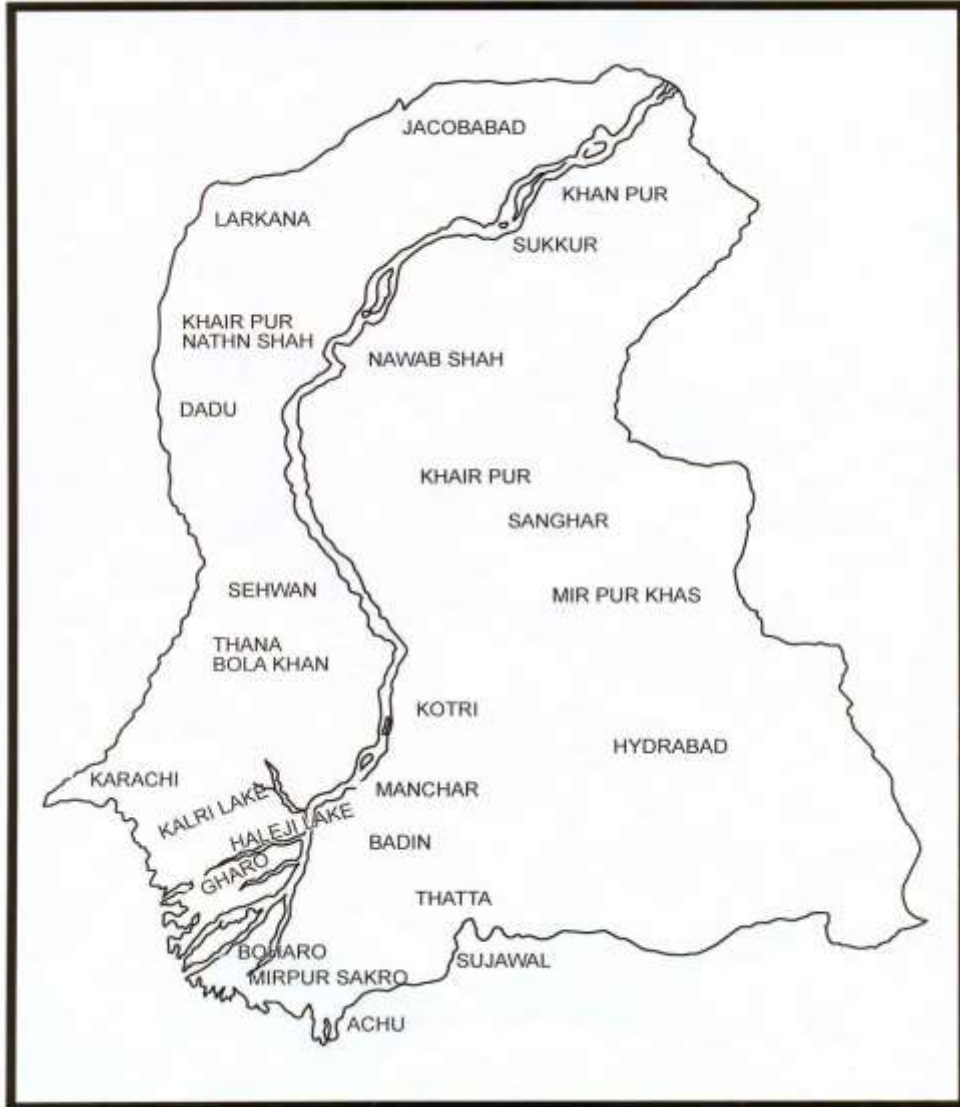 JACOBABAD
KHAN PUR
LARKANA
SUKKUR
KHAIR PUR
NATHN SHAH
NAWAB SHAH
DADU
KHAIR PUR
SANGHAR
SEHWAN
MIR PUR KHAS
THANA
BOLA KHAN
KOTRI
HYDRABAD
KARACHI
MANCHAR
KALRI LAKE
HALEJI LAKE
BADIN
GHARO
THATTA
BOHARO
SUJAWAL
MIRPUR SAKRO
ACHU